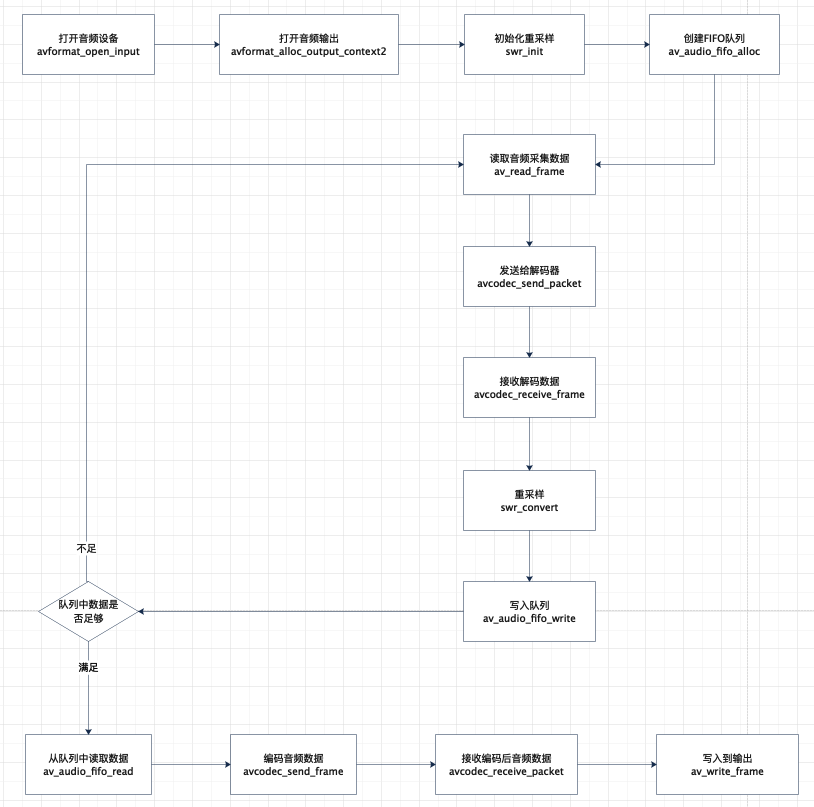 打开音频设备
avformat_open_input
打开音频输出
avformat_alloc_output_context2
初始化重采样
swr_init
创建FIFO队列
av_audio_fifo_alloc
读取音频采集数据
av_read_frame
发送给解码器
avcodec_send_packet
接收解码数据
avcodec_receive_frame
重采样
swr_convert
写入队列
av_audio_fifo_write
不足
队列中数据是
否足够
满足
从队列中读取数据
av_audio_fifo_read
编码音频数据
avcodec_send_frame
接收编码后音频数据
avcodec_receive_packet
写入到输出
av_write_frame